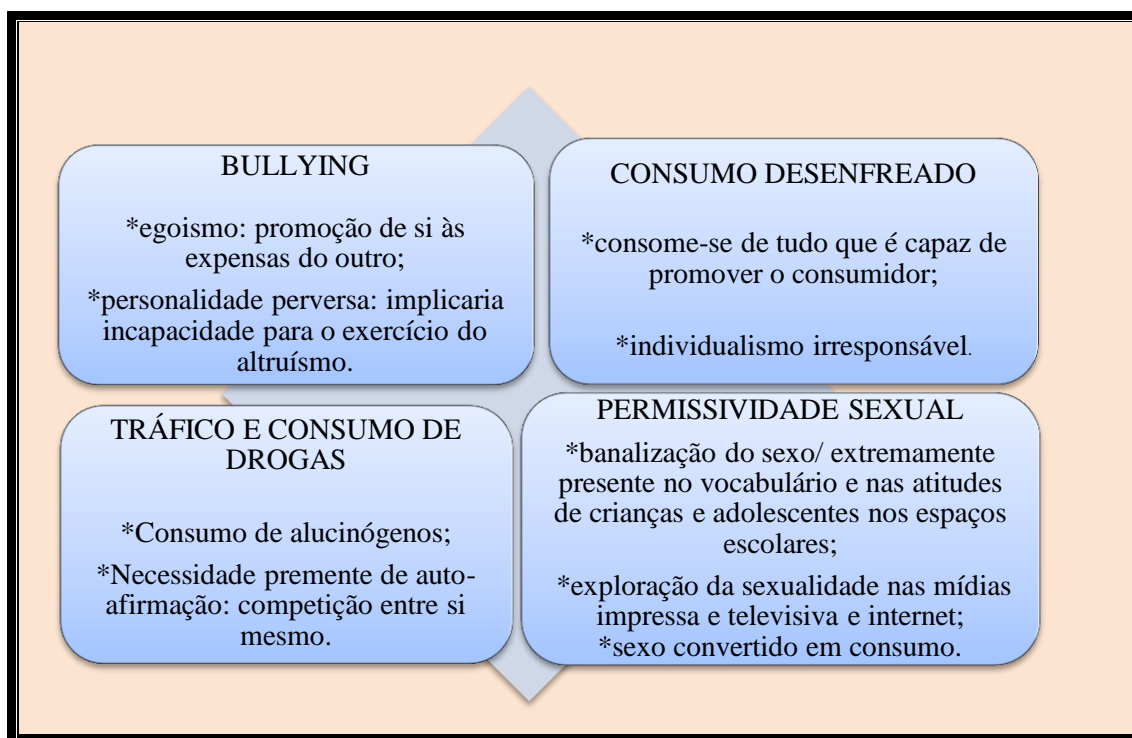 BULLYING
*egoismo: promoção de si às
expensas do outro;
*personalidade perversa: implicaria
incapacidade para o exercício do
altruísmo.
CONSUMO DESENFREADO
*consome-se de tudo que é capaz de
promover o consumidor;
*individualismo irresponsável.
TRÁFICO E CONSUMO DE
DROGAS
*Consumo de alucinógenos;
*Necessidade premente de auto-
afirmação: competição entre si
mesmo.
PERMISSIVIDADE SEXUAL
*banalização do sexo/ extremamente
presente no vocabulário e nas atitudes
de crianças e adolescentes nos espaços
escolares;
*exploração da sexualidade nas mídias
impressa e televisiva e internet;
*sexo convertido em consumo.